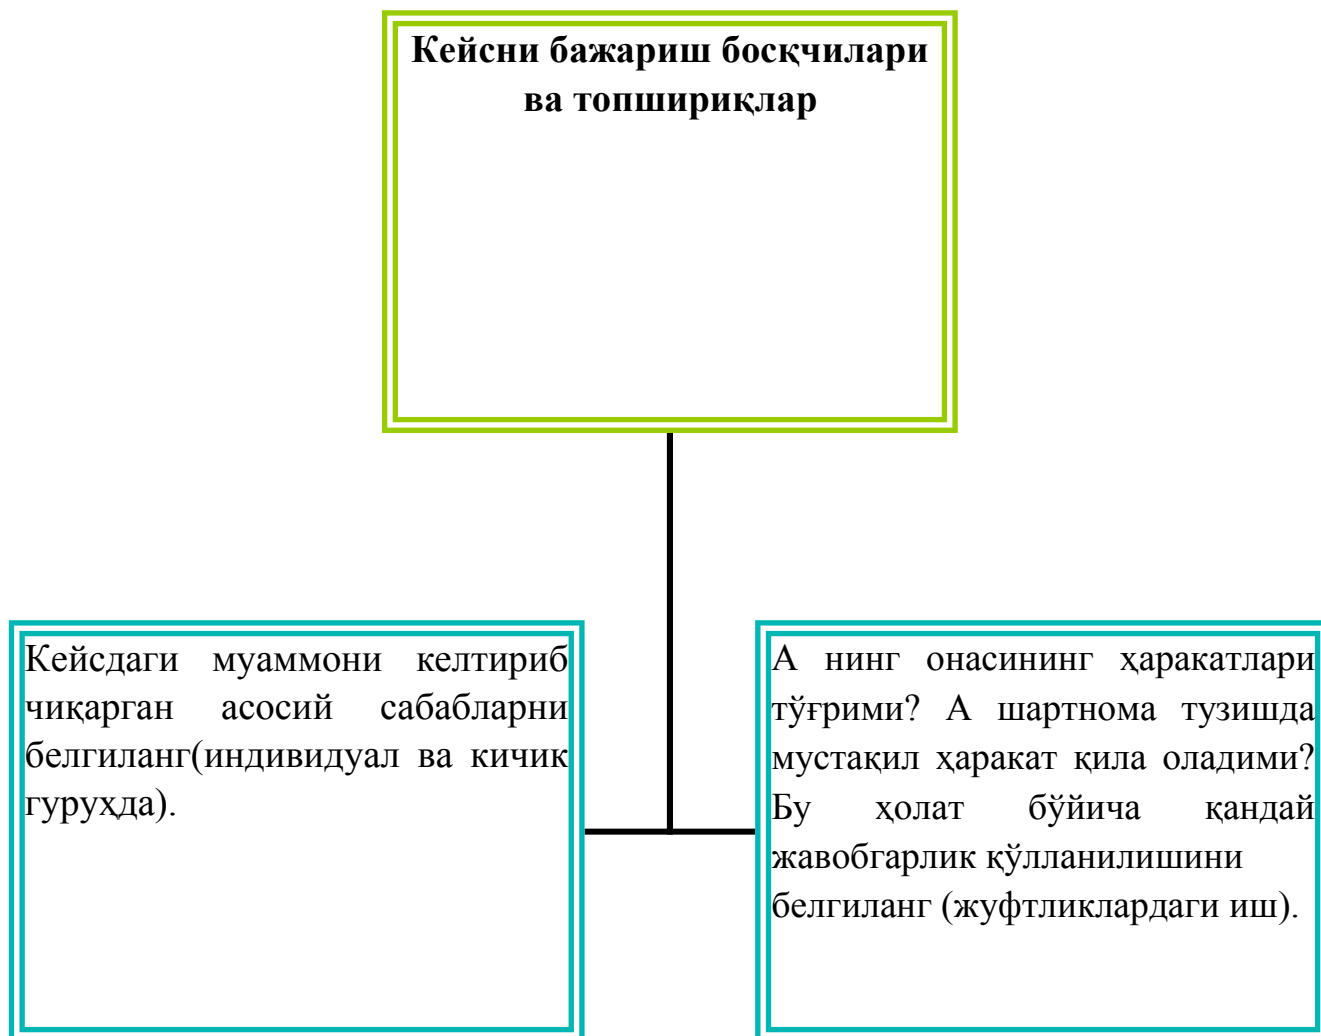 Кейсни бажариш босқчилари
ва топшириқлар
Кейсдаги муаммони келтириб
чиқарган асосий сабабларни
белгиланг(индивидуал ва кичик
гуруҳда).
А нинг онасининг ҳаракатлари
тўғрими? А шартнома тузишда
мустақил ҳаракат қила оладими?
Бу ҳолат бўйича қандай
жавобгарлик қўлланилишини
белгиланг (жуфтликлардаги иш).